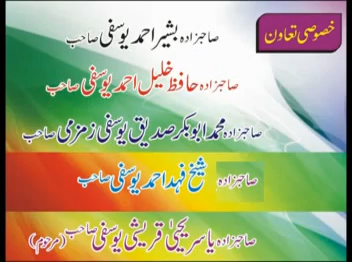 خصوصی تعاون
صاحبزادہ بشیر احمد یوسفی صاحب
صاحبزادہ حافظ خلیل احمد یوسفی صاحب
صاحبزادہ محمد ابوبکر صدیق یوسفی زمزمی صاحب
صاحبزادہ شیخ فہد احمد یوسفی صاحب
صاحبزادہ یاسر یحییٰ قریشی یوسفی صاحب (مرحوم)